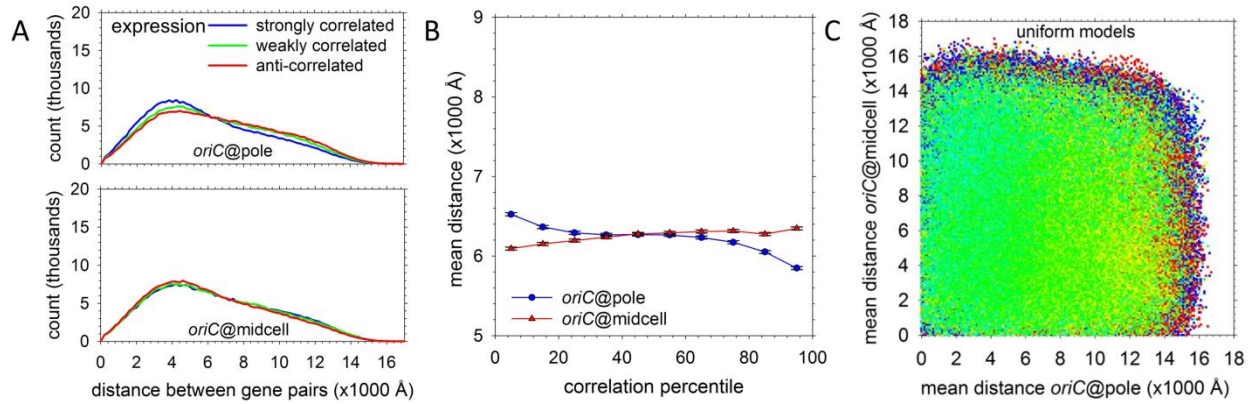 A
expression
strongly correlated
weakly correlated
anti-correlated
count (thousands)
20
15
10
5
0
oriC@pole
count (thousands)
20
15
10
5
0
oriC@midcell
0 2 4 6 8 10 12 14 16
distance between gene pairs (x1000 Å)
B
mean distance (x1000 Å)
9
8
7
6
5
oriC@pole
oriC@midcell
0 20 40 60 80 100
correlation percentile
C
uniform models
mean distance oriC@midcell (x1000 Å)
18
16
14
12
10
8
6
4
2
0
0 2 4 6 8 10 12 14 16 18
mean distance oriC@pole (x1000 Å)